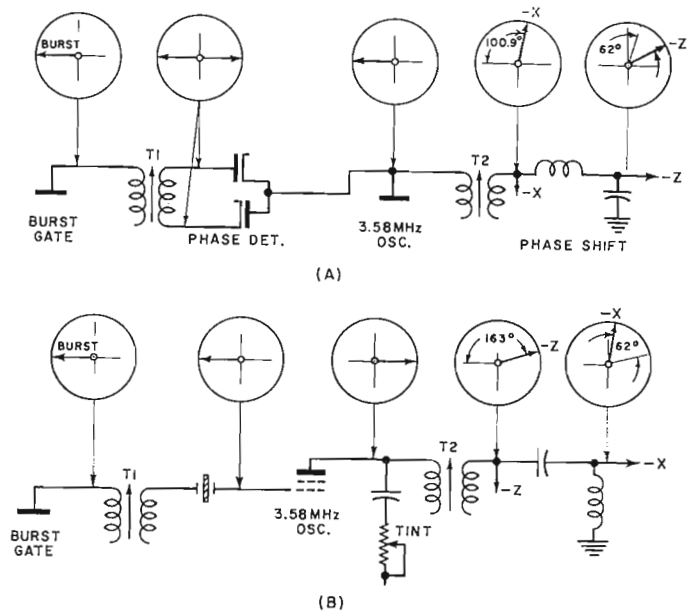 BURST
100.9°
-X
62°
-Z
T1
T2
-X
-Z
BURST
GATE
PHASE DET.
3.58MHz
OSC.
PHASE SHIFT
(A)
BURST
163°
-Z
-X
62°
T1
T2
-X
-Z
3.58MHz
OSC.
TINT
BURST
GATE
(B)